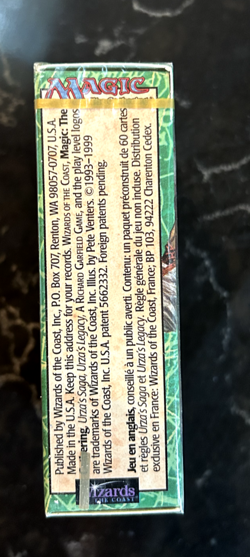 MAGIC
Published by Wizards of the Coast, Inc., P.O. Box 707, Renton, WA 98057-0707, U.S.A.
Made in the U.S.A. Keep this address for your records. WIZARDS OF THE COAST, Magic: The
ering, Urza's Saga, Urza's Legacy, A RICHARD GARFIELD GAME, and the play level logos
are trademarks of Wizards of the Coast, Inc. Illus. by Pete Venters. ©1993–1999
Wizards of the Coast, Inc. U.S.A. patent 5662332. Foreign patents pending.
Jeu en anglais, conseillé à un public averti. Contenu: un paquet préconstruit de 60 cartes
et règles Urza's Saga et Urza's Legacy. Règle générale du jeu non incluse. Distribution
exclusive en France: Wizards of the Coast, France; BP 103, 94222 Charenton Cedex.
izards
OF THE COAST